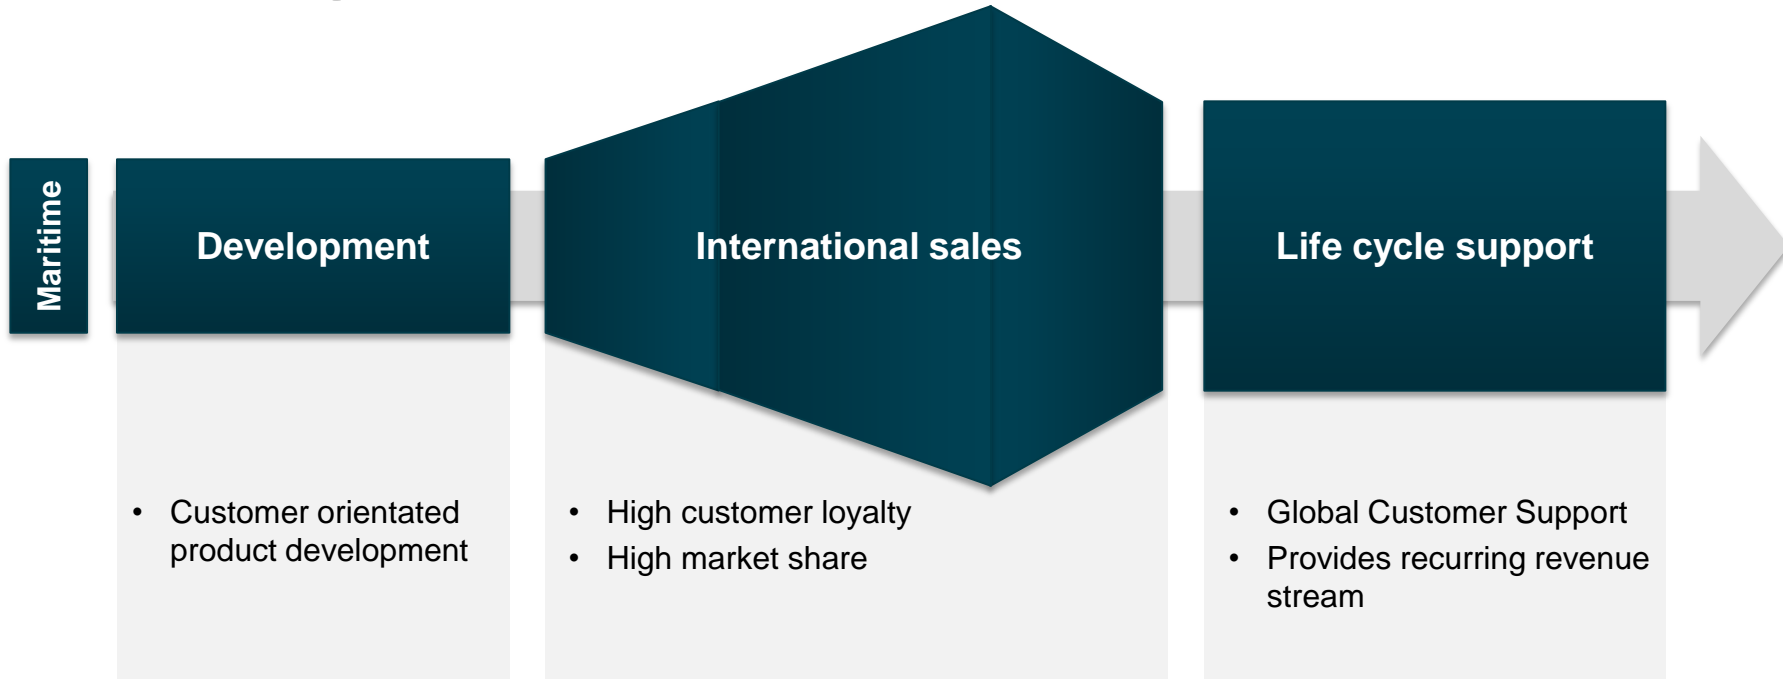 Maritime
Development
International sales
Life cycle support
• Customer orientated
product development
• High customer loyalty
• High market share
• Global Customer Support
• Provides recurring revenue
stream